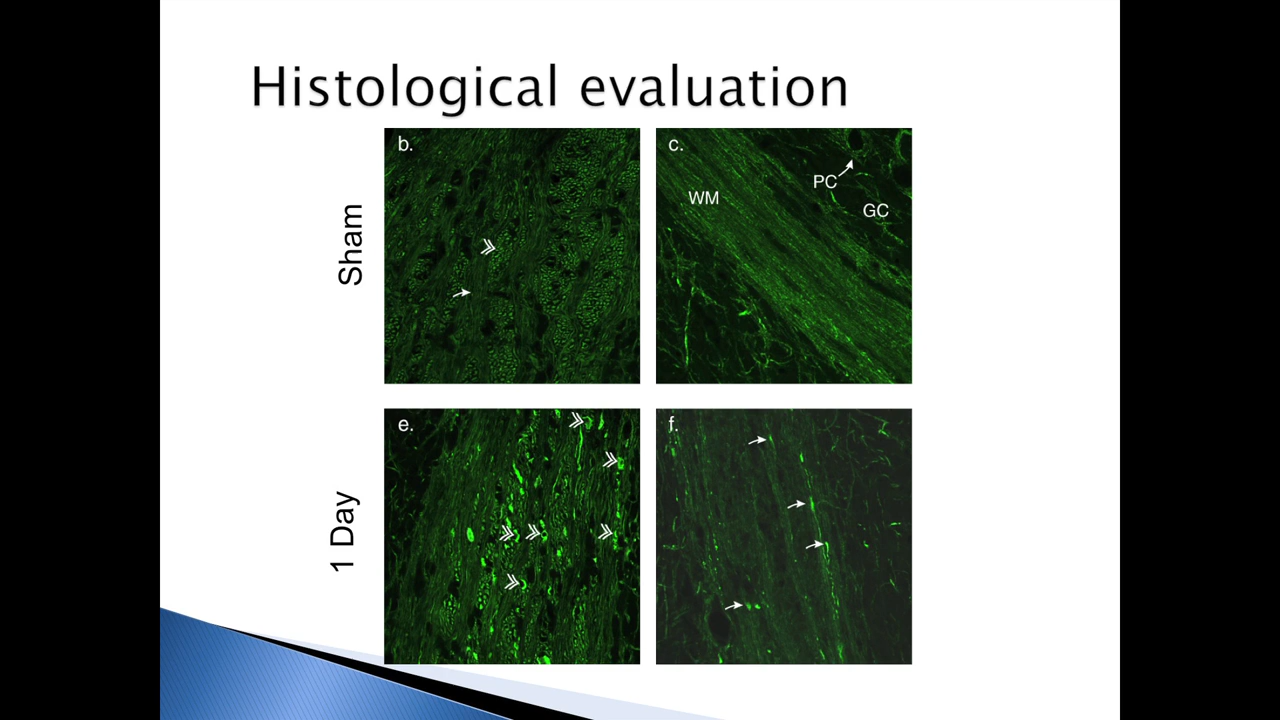 Histological evaluation
Sham
b.
c.
WM
PC
GC
1 Day
e.
f.